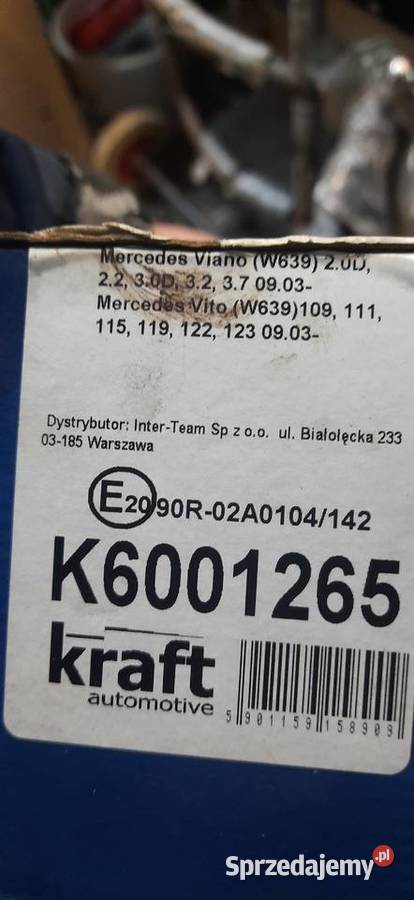 Mercedes Viano (W639) 2.0D,
2.2, 3.0D, 3.2, 3.7 09.03-
Mercedes Vito (W639)109, 111,
115, 119, 122, 123 09.03-
Dystrybutor: Inter-Team Sp z o.o. ul. Białołęcka 233
03-185 Warszawa
E20 90R-02A0104/142
K6001265
kraft
automotive
5 901159 158909
Sprzedajemy.pl